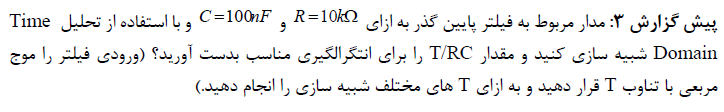 پیش گزارش ۳: مدار مربوط به فیلتر پایین گذر به ازای R=10kΩ و C=100nF و با استفاده از تحلیل Time
Domain شبیه سازی کنید و مقدار T/RC را برای انتگرالگیری مناسب بدست آورید؟ (ورودی فیلتر را موج
مربعی با تناوب T قرار دهید و به ازای T های مختلف شبیه سازی را انجام دهید.)